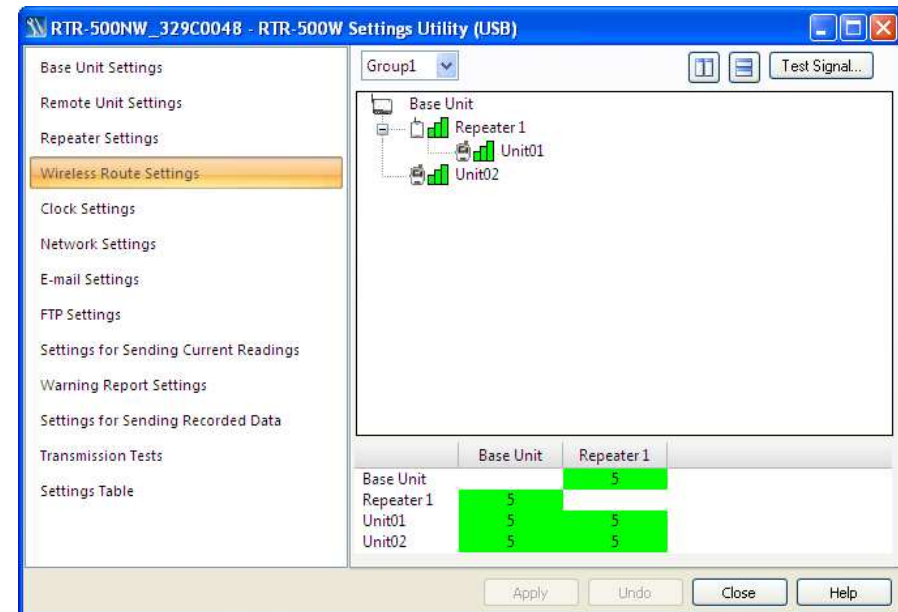 RTR-500NW_329C0048 - RTR-500W Settings Utility (USB)
Base Unit Settings
Remote Unit Settings
Repeater Settings
Wireless Route Settings
Clock Settings
Network Settings
E-mail Settings
FTP Settings
Settings for Sending Current Readings
Warning Report Settings
Settings for Sending Recorded Data
Transmission Tests
Settings Table
Group1
Test Signal...
Base Unit
Repeater 1
Unit01
Unit02
Base Unit Repeater 1
Base Unit 5
Repeater 1 5
Unit01 5 5
Unit02 5 5
Apply Undo Close Help